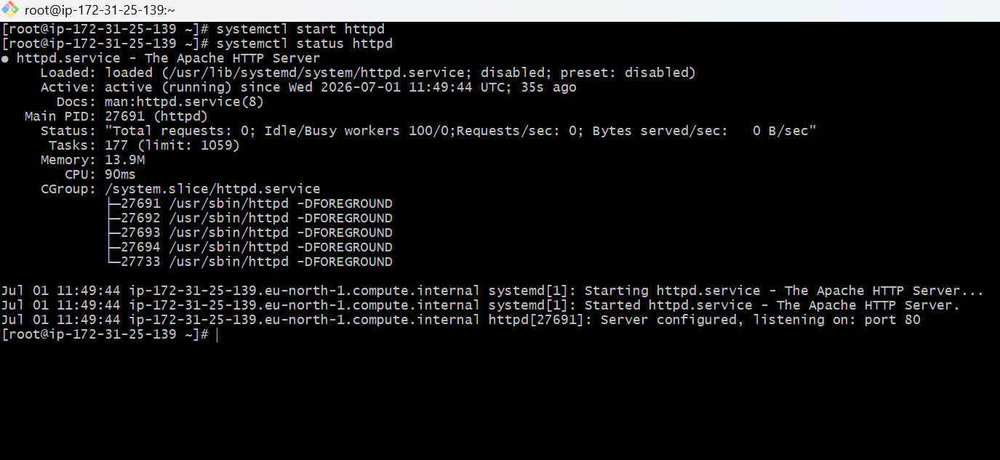 root@ip-172-31-25-139:~
[root@ip-172-31-25-139 ~]# systemctl start httpd
[root@ip-172-31-25-139 ~]# systemctl status httpd
● httpd.service - The Apache HTTP Server
     Loaded: loaded (/usr/lib/systemd/system/httpd.service; disabled; preset: disabled)
     Active: active (running) since Wed 2026-07-01 11:49:44 UTC; 35s ago
       Docs: man:httpd.service(8)
   Main PID: 27691 (httpd)
     Status: "Total requests: 0; Idle/Busy workers 100/0;Requests/sec: 0; Bytes served/sec:   0 B/sec"
      Tasks: 177 (limit: 1059)
     Memory: 13.9M
        CPU: 90ms
     CGroup: /system.slice/httpd.service
             ├─27691 /usr/sbin/httpd -DFOREGROUND
             ├─27692 /usr/sbin/httpd -DFOREGROUND
             ├─27693 /usr/sbin/httpd -DFOREGROUND
             ├─27694 /usr/sbin/httpd -DFOREGROUND
             └─27733 /usr/sbin/httpd -DFOREGROUND
Jul 01 11:49:44 ip-172-31-25-139.eu-north-1.compute.internal systemd[1]: Starting httpd.service - The Apache HTTP Server...
Jul 01 11:49:44 ip-172-31-25-139.eu-north-1.compute.internal systemd[1]: Started httpd.service - The Apache HTTP Server.
Jul 01 11:49:44 ip-172-31-25-139.eu-north-1.compute.internal httpd[27691]: Server configured, listening on: port 80
[root@ip-172-31-25-139 ~]#